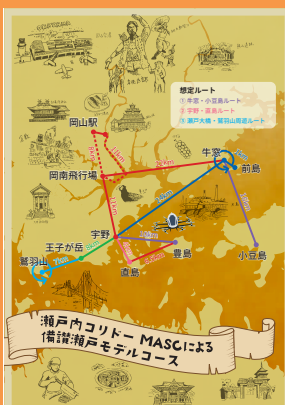 想定ルート
① 牛窓・小豆島ルート
② 宇野・直島ルート
③ 瀬戸大橋・鷲羽山周遊ルート
岡山駅
牛窓
前島
岡南飛行場
宇野
王子が岳
豊島
小豆島
鷲羽山
直島
瀬戸内コリドー MASCによる
備讃瀬戸モデルコース